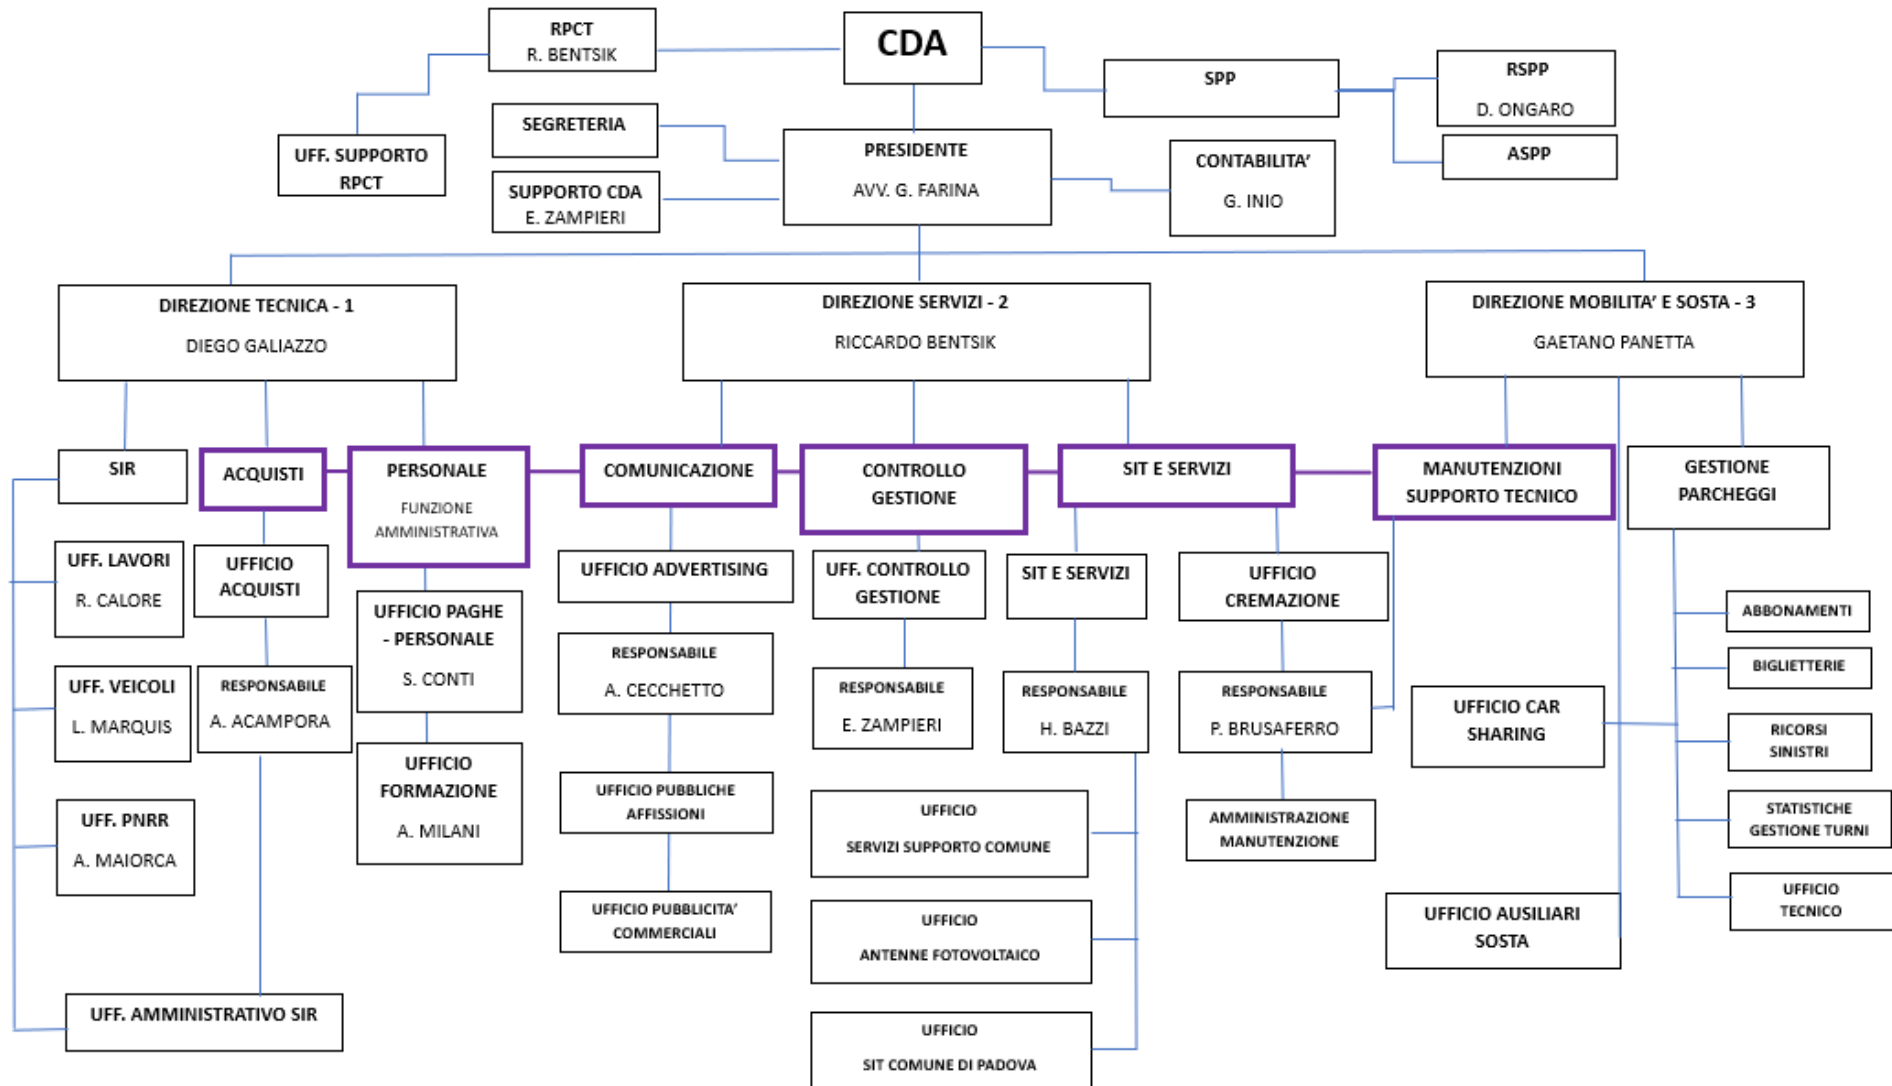 RPCT
R. BENTSIK
CDA
SPP
RSPP
D. ONGARO
SEGRETERIA
UFF. SUPPORTO
RPCT
PRESIDENTE
AVV. G. FARINA
CONTABILITA'
G. INIO
ASPP
SUPPORTO CDA
E. ZAMPIERI
DIREZIONE TECNICA - 1
DIEGO GALIAZZO
DIREZIONE SERVIZI - 2
RICCARDO BENTSIK
DIREZIONE MOBILITA' E SOSTA - 3
GAETANO PANETTA
SIR
ACQUISTI
PERSONALE
FUNZIONE
AMMINISTRATIVA
COMUNICAZIONE
CONTROLLO
GESTIONE
SIT E SERVIZI
MANUTENZIONI
SUPPORTO TECNICO
GESTIONE
PARCHEGGI
UFF. LAVORI
R. CALORE
UFFICIO
ACQUISTI
UFFICIO PAGHE
- PERSONALE
S. CONTI
UFFICIO ADVERTISING
UFF. CONTROLLO
GESTIONE
SIT E SERVIZI
UFFICIO
CREMAZIONE
ABBONAMENTI
UFF. VEICOLI
L. MARQUIS
RESPONSABILE
A. ACAMPORA
RESPONSABILE
A. CECCHETTO
RESPONSABILE
E. ZAMPIERI
RESPONSABILE
H. BAZZI
RESPONSABILE
P. BRUSAFERRO
UFFICIO CAR
SHARING
BIGLIETTERIE
RICORSI
SINISTRI
UFFICIO
FORMAZIONE
A. MILANI
UFF. PNRR
A. MAIORCA
UFFICIO PUBBLICHE
AFFISSIONI
UFFICIO
SERVIZI SUPPORTO COMUNE
AMMINISTRAZIONE
MANUTENZIONE
STATISTICHE
GESTIONE TURNI
UFFICIO PUBBLICITA'
COMMERCIALI
UFFICIO
ANTENNE FOTOVOLTAICO
UFFICIO AUSILIARI
SOSTA
UFFICIO
TECNICO
UFF. AMMINISTRATIVO SIR
UFFICIO
SIT COMUNE DI PADOVA